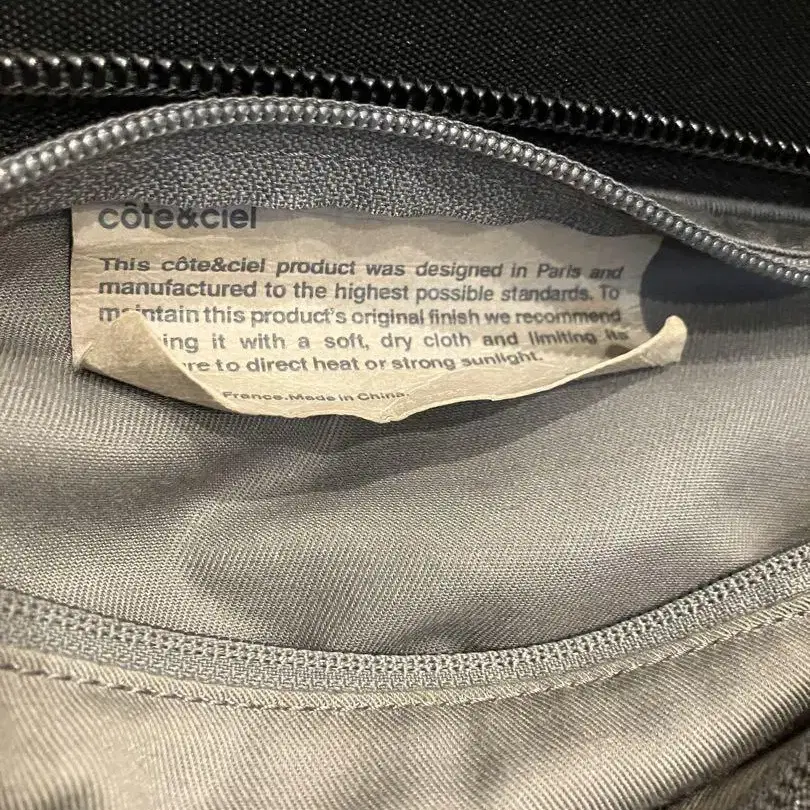 côte&ciel
This côte&ciel product was designed in Paris and
manufactured to the highest possible standards. To
maintain this product's original finish we recommend
ing it with a soft, dry cloth and limiting its
re to direct heat or strong sunlight.
France. Made in China.